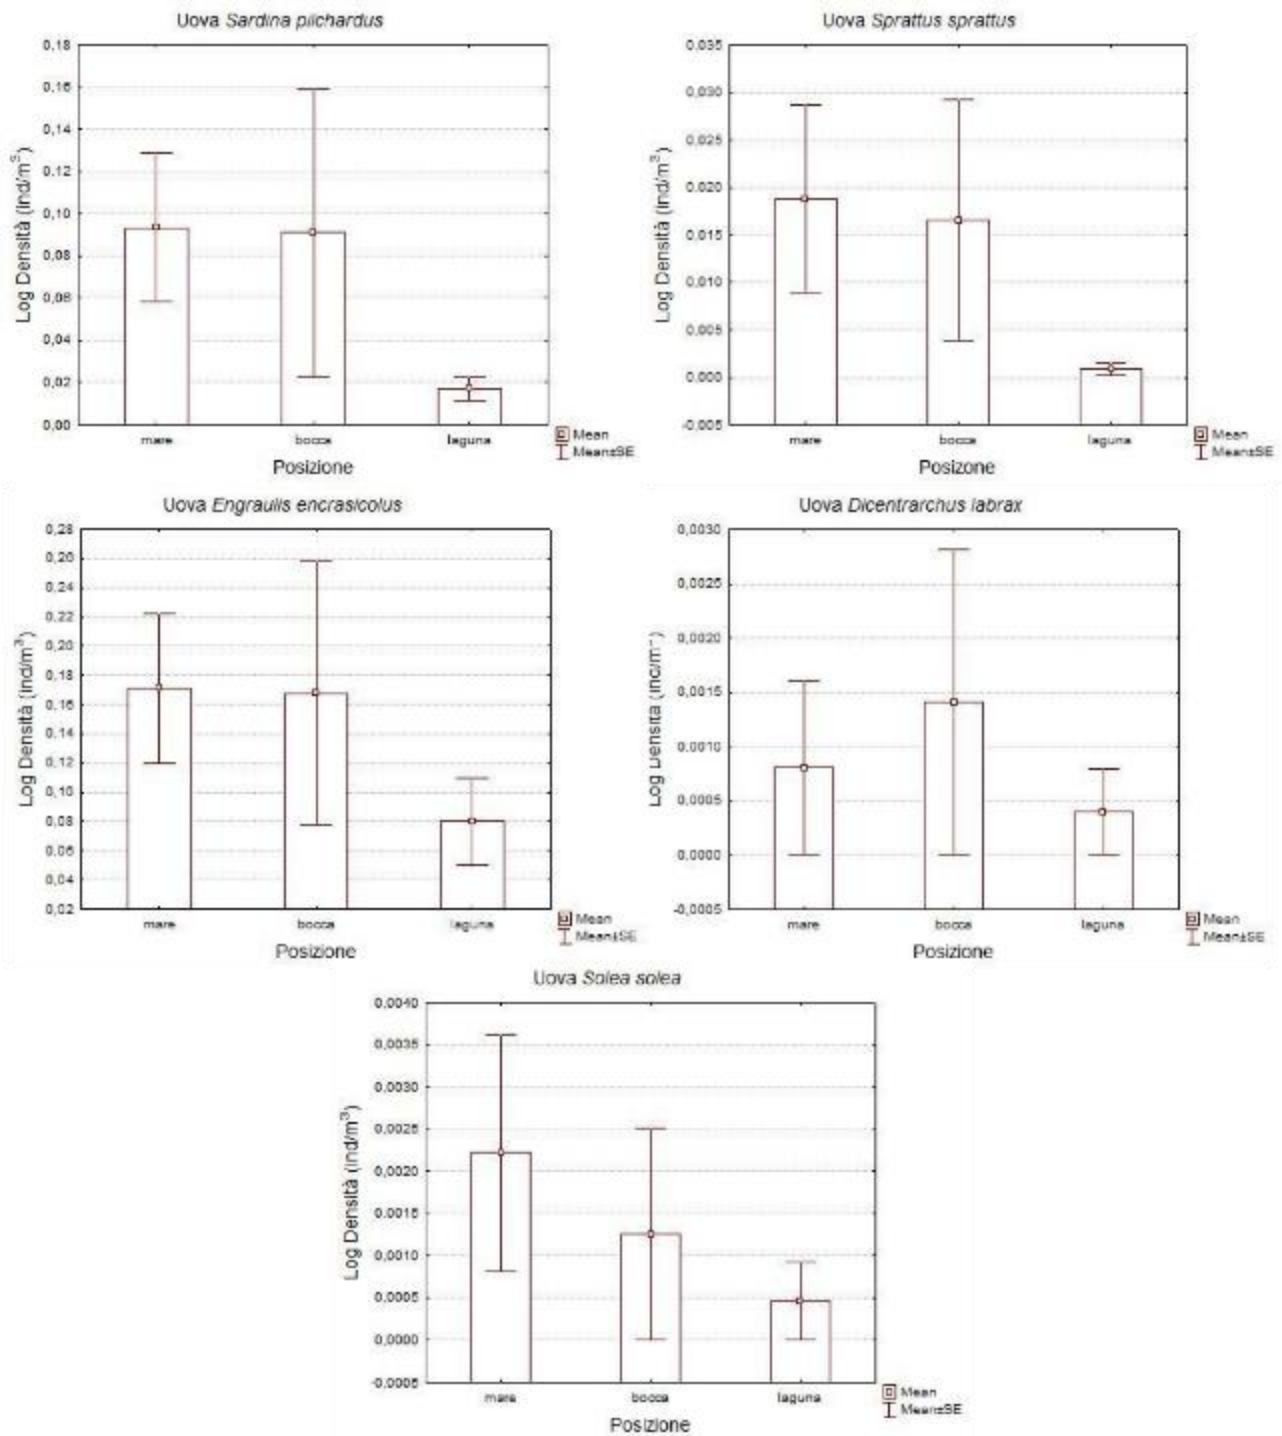 Uova Sardina pilchardus
0,18
0,16
0,14
0,12
0,10
0,08
0,06
0,04
0,02
0,00
Log Densità (ind/m³)
mare bocca laguna
Posizione
Mean
Mean±SE
Uova Sprattus sprattus
0,035
0,030
0,025
0,020
0,015
0,010
0,005
0,000
-0,005
Log Densità (ind/m³)
mare bocca laguna
Posizone
Mean
Mean±SE
Uova Engraulis encrasicolus
0,28
0,26
0,24
0,22
0,20
0,18
0,16
0,14
0,12
0,10
0,08
0,06
0,04
0,02
Log Densità (ind/m³)
mare bocca laguna
Posizione
Mean
Mean±SE
Uova Dicentrarchus labrax
0,0030
0,0025
0,0020
0,0015
0,0010
0,0005
0,0000
-0,0005
Log Densità
mare bocca laguna
Posizione
Mean
Mean±SE
Uova Solea solea
0,0040
0,0035
0,0030
0,0025
0,0020
0,0015
0,0010
0,0005
0,0000
-0,0005
Log Densità (ind/m³)
mare bocca laguna
Posizione
Mean
Mean±SE